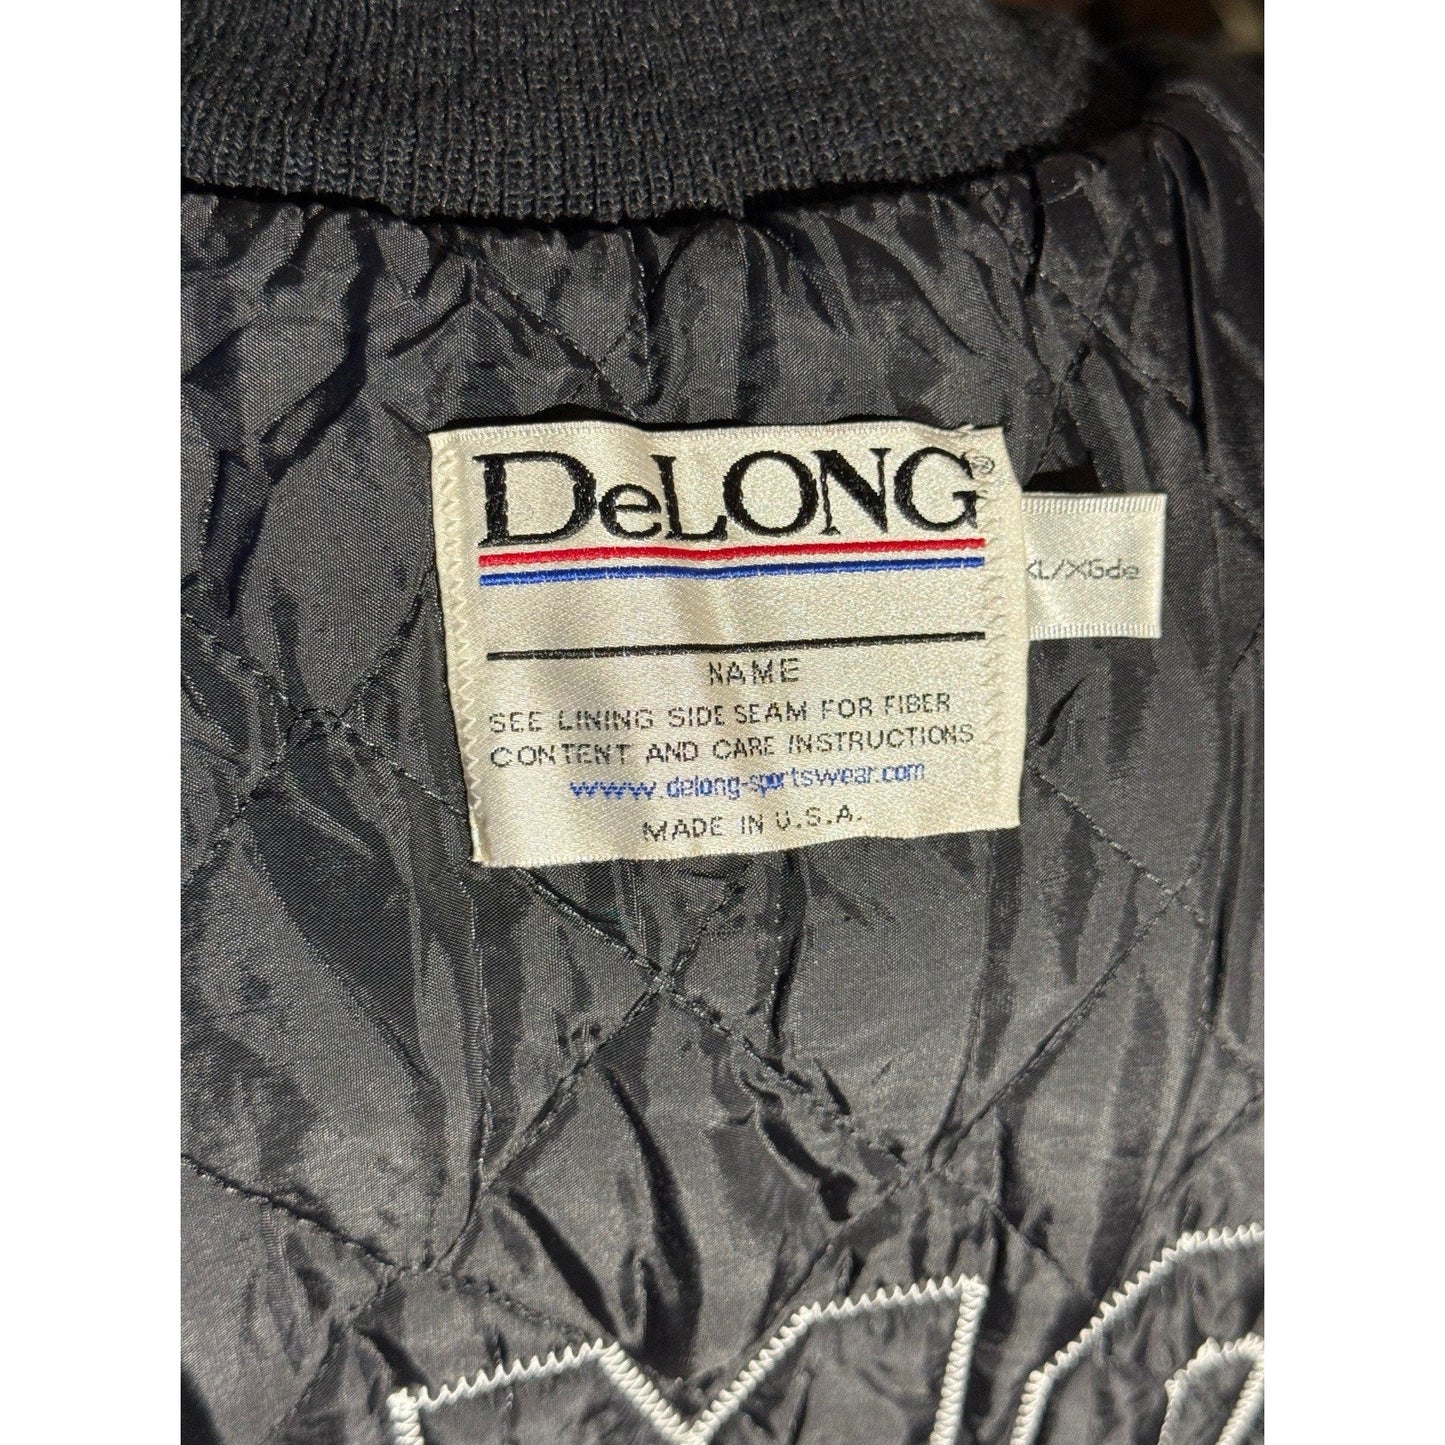 DeLONG®
XL/XGde
NAME
SEE LINING SIDE SEAM FOR FIBER
CONTENT AND CARE INSTRUCTIONS
www.delong-sportswear.com
MADE IN U.S.A.